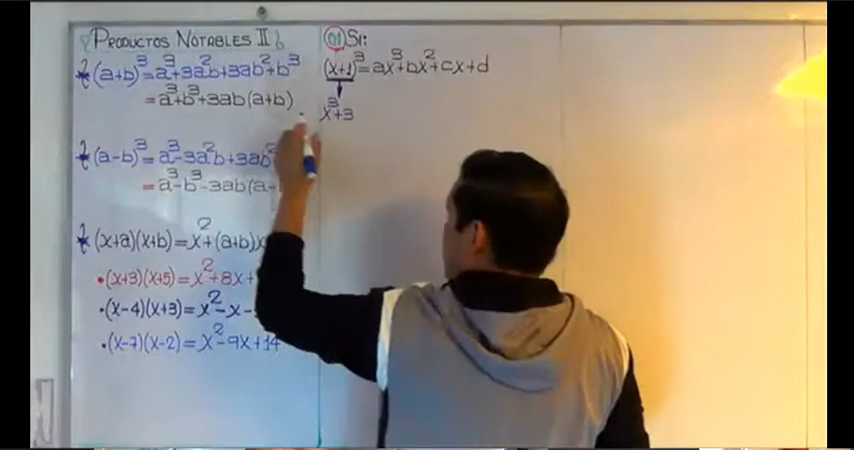 PRODUCTOS NOTABLES II
(a+b)³=a³+3a²b+3ab²+b³
=a³+b³+3ab(a+b)
(a-b)³=a³-3a²b+3ab²
=a³-b³-3ab(a-
(x+a)(x+b)=x²+(a+b)x
•(x+3)(x+5)=x²+8x+
•(x-4)(x+3)=x²-x-
•(x-7)(x-2)=x²-9x+14
01 Si:
(x+1)³=ax³+bx²+cx+d
x³+3